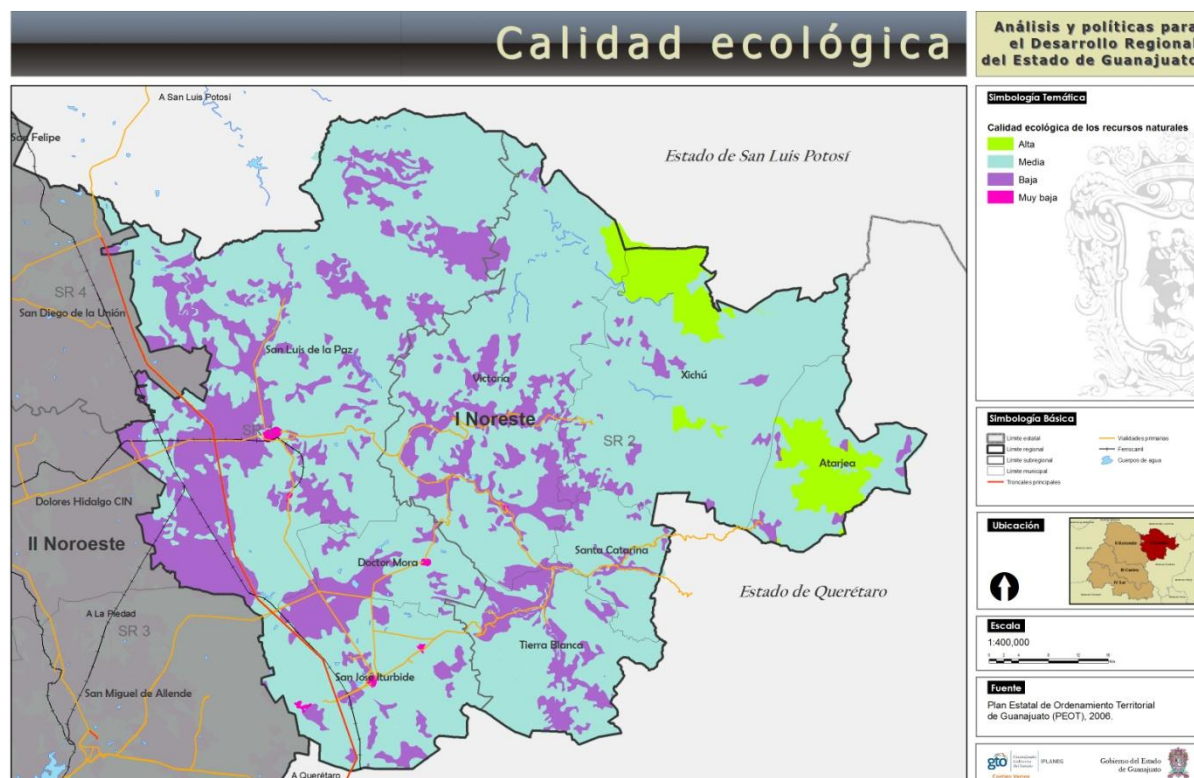 Calidad ecológica
Análisis y políticas para
el Desarrollo Regional
del Estado de Guanajuato
A San Luis Potosí
San Felipe
Estado de San Luis Potosí
SR 4
San Diego de la Unión
San Luis de la Paz
Victoria
Xichú
I Noreste
SR 2
Atarjea
Dolores Hidalgo CIN
II Noroeste
Doctor Mora
Santa Catarina
Estado de Querétaro
A La Piedad
SR 3
Tierra Blanca
San José Iturbide
San Miguel de Allende
A Querétaro
Simbología Temática
Calidad ecológica de los recursos naturales
Alta
Media
Baja
Muy baja
Simbología Básica
Límite estatal
Límite regional
Límite subregional
Límite municipal
Troncales principales
Vialidades primarias
Ferrocarril
Cuerpos de agua
Ubicación
Escala
1:400,000
Fuente
Plan Estatal de Ordenamiento Territorial
de Guanajuato (PEOT), 2006.
gto
IPLANEG
Gobierno del Estado
de Guanajuato